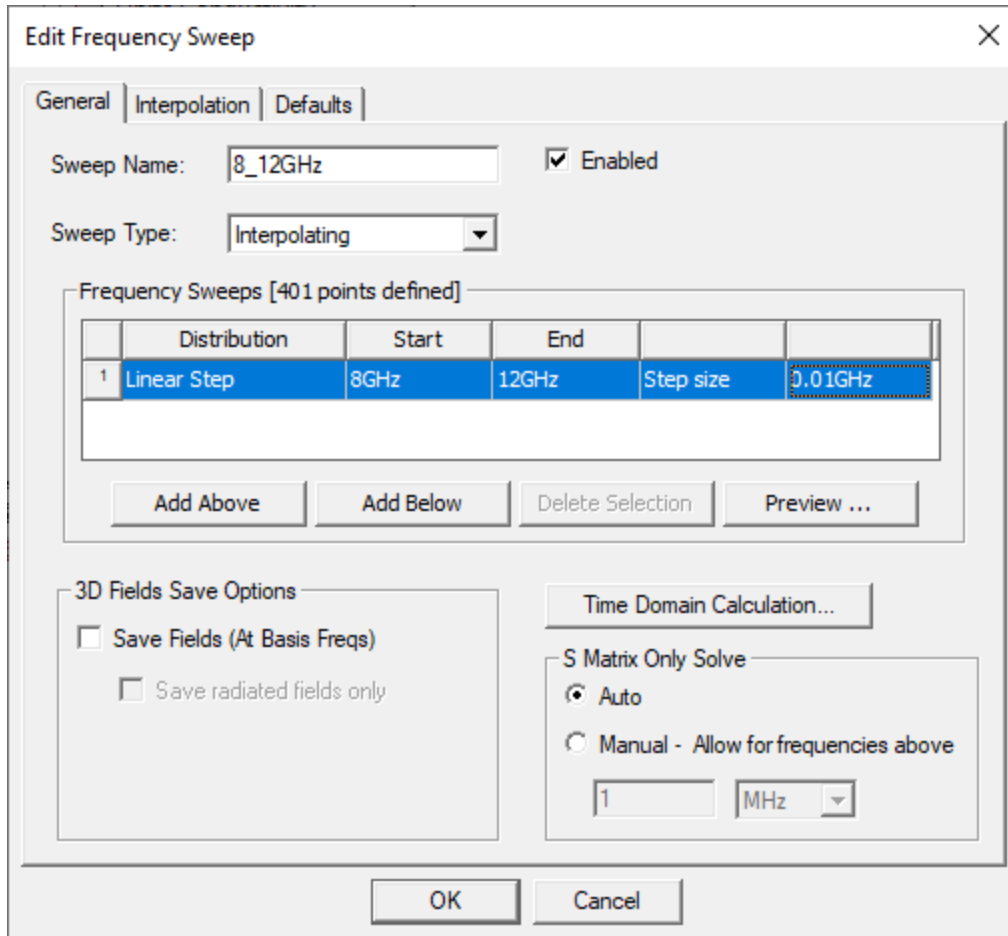 Edit Frequency Sweep
General Interpolation Defaults
Sweep Name: 8_12GHz Enabled
Sweep Type: Interpolating
Frequency Sweeps [401 points defined]
Distribution Start End
1 Linear Step 8GHz 12GHz Step size 0.01GHz
Add Above Add Below Delete Selection Preview ...
3D Fields Save Options
Save Fields (At Basis Freqs)
Save radiated fields only
Time Domain Calculation...
S Matrix Only Solve
Auto
Manual - Allow for frequencies above
1 MHz
OK Cancel